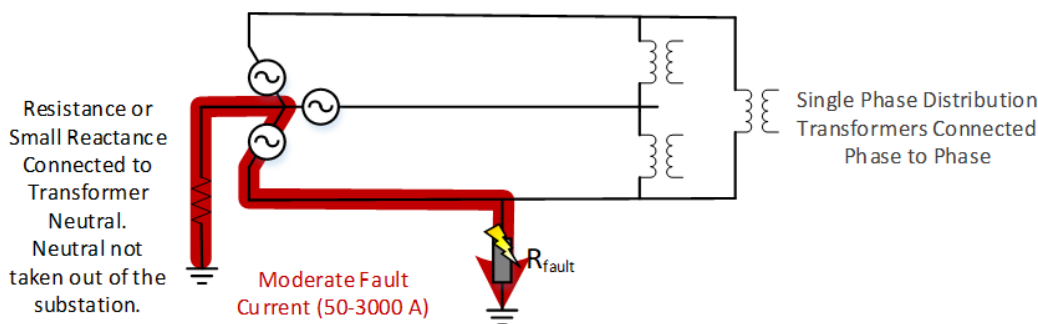 Resistance or
Small Reactance
Connected to
Transformer
Neutral.
Neutral not
taken out of the
substation.
Single Phase Distribution
Transformers Connected
Phase to Phase
Rfault
Moderate Fault
Current (50-3000 A)